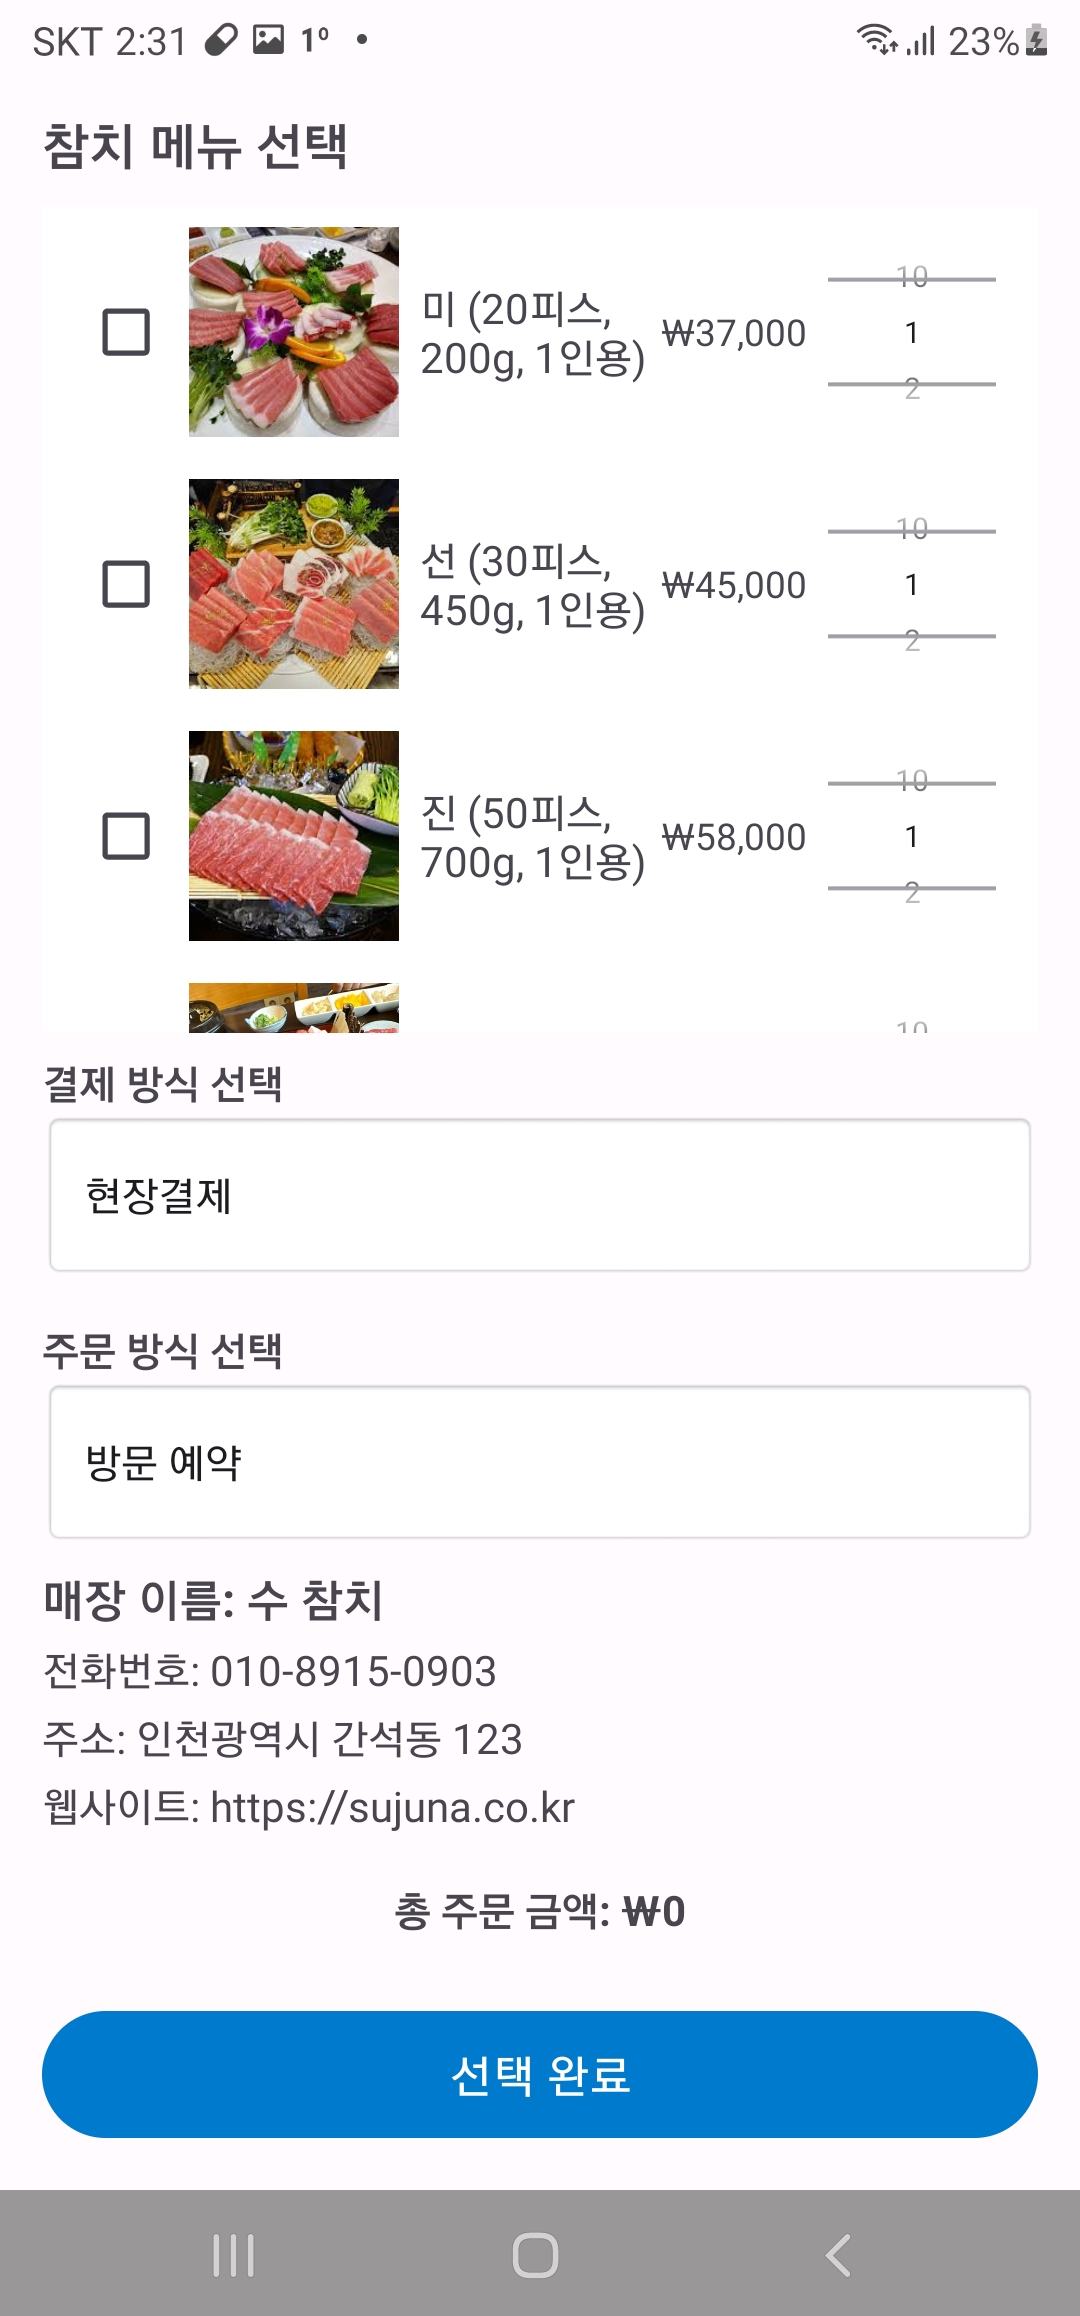 SKT 2:31 1⁰ • 23%
참치 메뉴 선택
10
미 (20피스,
200g, 1인용)
₩37,000
1
2
10
선 (30피스,
450g, 1인용)
₩45,000
1
2
10
진 (50피스,
700g, 1인용)
₩58,000
1
2
10
결제 방식 선택
현장결제
주문 방식 선택
방문 예약
매장 이름: 수 참치
전화번호: 010-8915-0903
주소: 인천광역시 간석동 123
웹사이트: https://sujuna.co.kr
총 주문 금액: ₩0
선택 완료